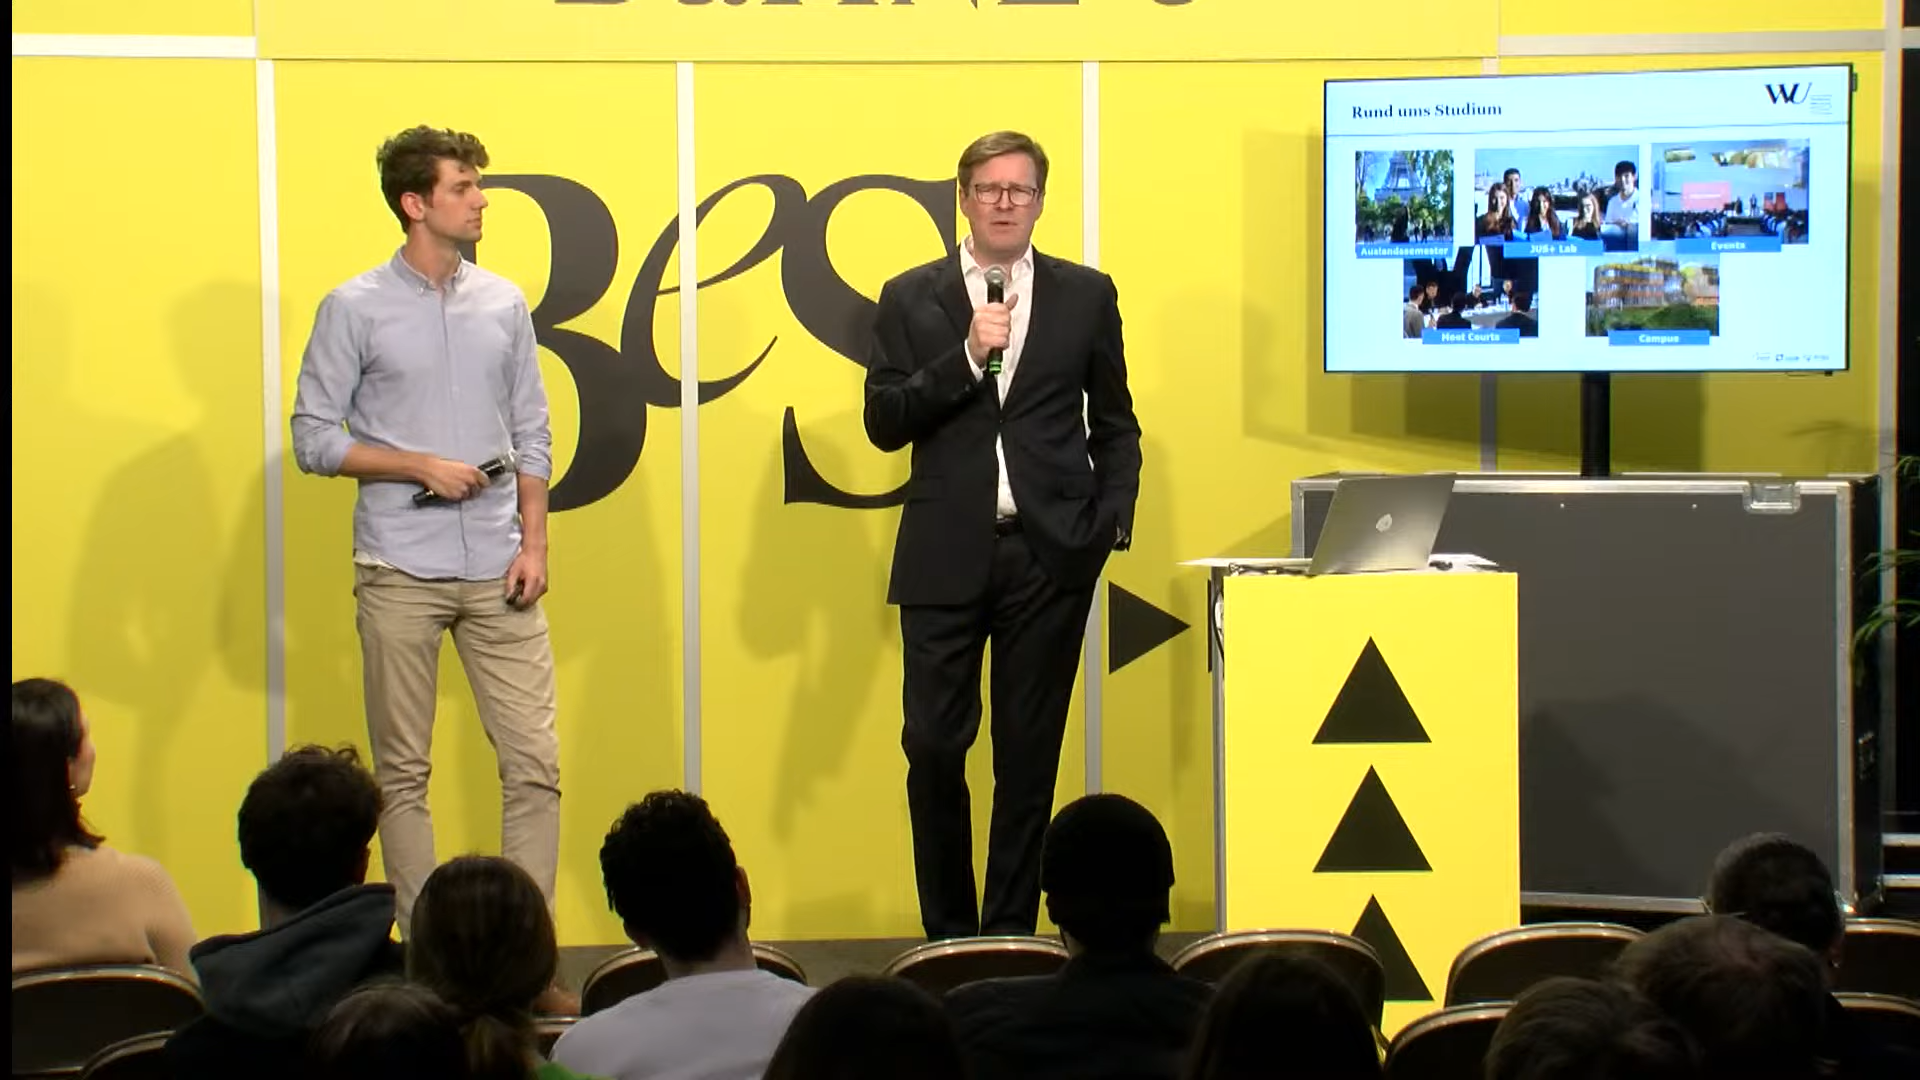 BeS
Rund ums Studium
WU
Auslandssemester
JUS+ Lab
Events
Moot Courts
Campus